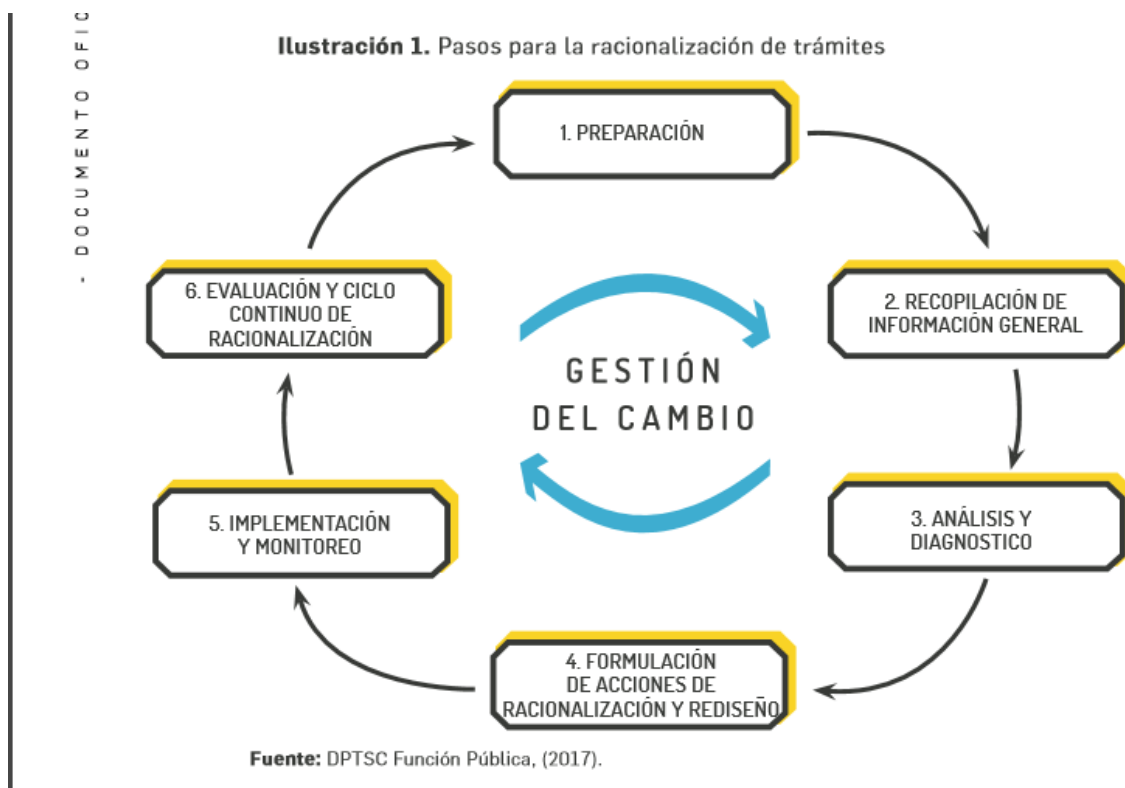 - DOCUMENTO OFIC
Ilustración 1. Pasos para la racionalización de trámites
1. PREPARACIÓN
2. RECOPILACIÓN DE
INFORMACIÓN GENERAL
3. ANÁLISIS Y
DIAGNOSTICO
4. FORMULACIÓN
DE ACCIONES DE
RACIONALIZACIÓN Y REDISEÑO
5. IMPLEMENTACIÓN
Y MONITOREO
6. EVALUACIÓN Y CICLO
CONTINUO DE
RACIONALIZACIÓN
GESTIÓN
DEL CAMBIO
Fuente: DPTSC Función Pública, (2017).